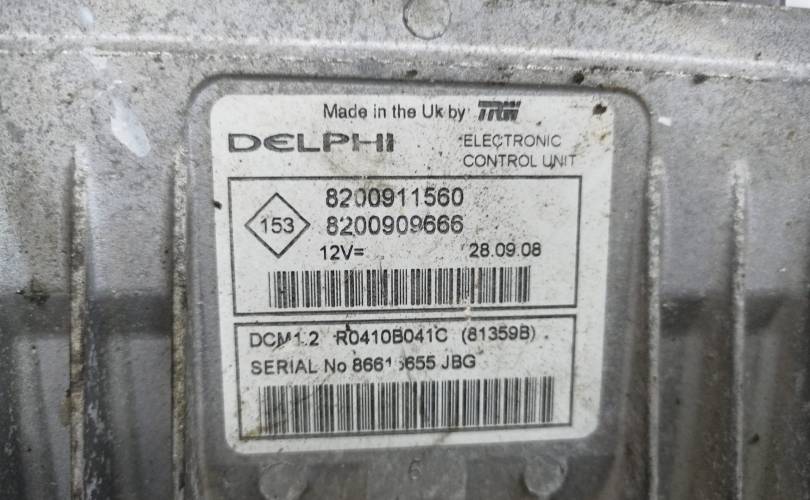 Made in the Uk by TRW
DELPHI
ELECTRONIC
CONTROL UNIT
8200911560
153
8200909666
12V= 28.09.08
DCM1.2 R0410B041C (81359B)
SERIAL No JBG
6